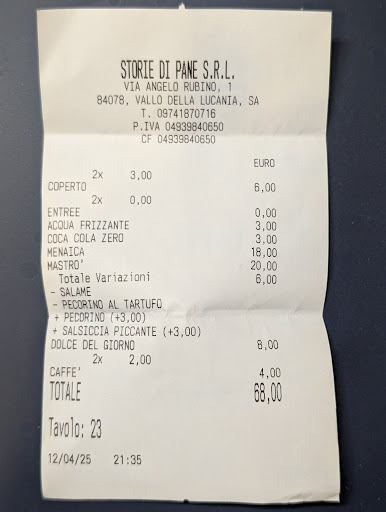 STORIE DI PANE S.R.L.
VIA ANGELO RUBINO, 1
84078, VALLO DELLA LUCANIA, SA
T. 09741870716
P.IVA 04939840650
CF 04939840650
EURO
2x 3,00
COPERTO 6,00
2x 0,00
ENTREE 0,00
ACQUA FRIZZANTE 3,00
COCA COLA ZERO 3,00
MENAICA 18,00
MASTRO' 20,00
Totale Variazioni 6,00
- SALAME
- PECORINO AL TARTUFO
+ PECORINO (+3,00)
+ SALSICCIA PICCANTE (+3,00)
DOLCE DEL GIORNO 8,00
2x 2,00
CAFFE' 4,00
TOTALE 68,00
Tavolo: 23
12/04/25 21:35